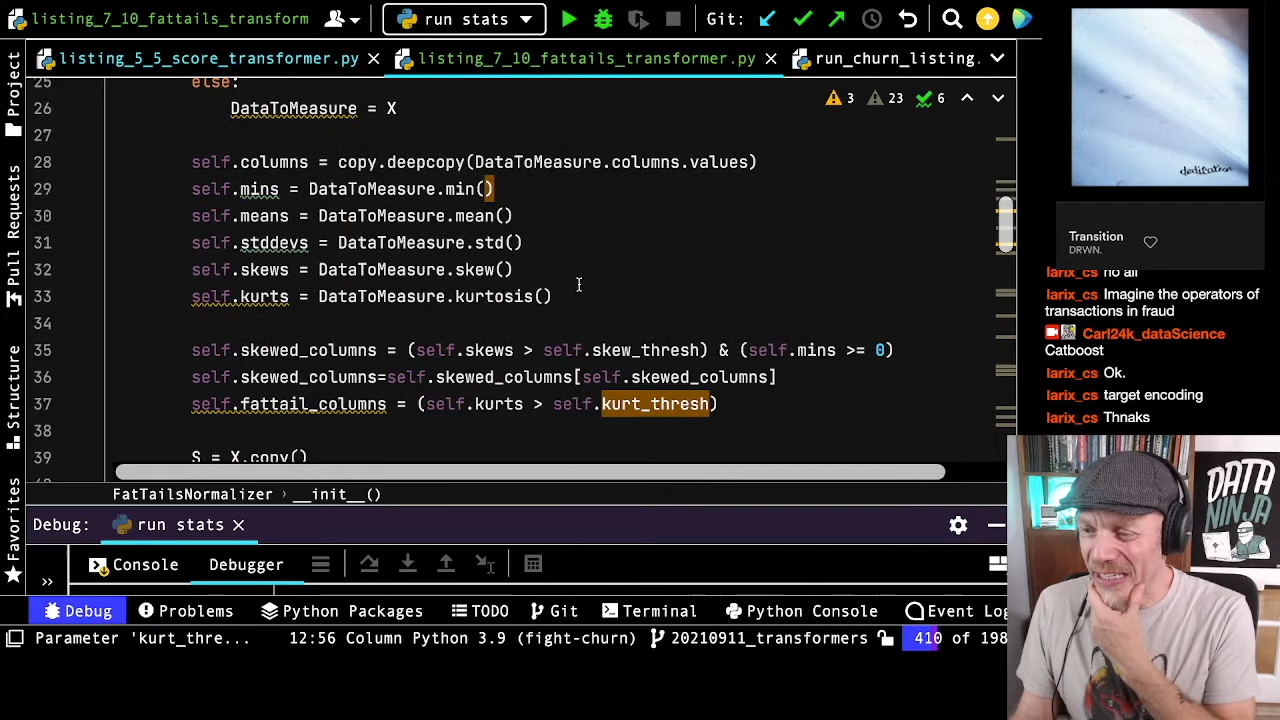 listing_7_10_fattails_transform
run stats
Git:
listing_5_5_score_transformer.py
listing_7_10_fattails_transformer.py
run_churn_listing.
3 23 6
25 else:
26 DataToMeasure = X
27
28 self.columns = copy.deepcopy(DataToMeasure.columns.values)
29 self.mins = DataToMeasure.min()
30 self.means = DataToMeasure.mean()
31 self.stddevs = DataToMeasure.std()
32 self.skews = DataToMeasure.skew()
33 self.kurts = DataToMeasure.kurtosis()
34
35 self.skewed_columns = (self.skews > self.skew_thresh) & (self.mins >= 0)
36 self.skewed_columns=self.skewed_columns[self.skewed_columns]
37 self.fattail_columns = (self.kurts > self.kurt_thresh)
38
39 S = X.copy()
FatTailsNormalizer › __init__()
Project
Pull Requests
Structure
Favorites
Debug: run stats
Console Debugger
»
Debug Problems Python Packages TODO Git Terminal Python Console Event Log
Parameter 'kurt_thre... 12:56 Column Python 3.9 (fight-churn) 20210911_transformers 410 of 198
dedication
Transition
DRWN.
larix_cs no all
larix_cs Imagine the operators of
transactions in fraud
Carl24k_dataScience
Catboost
larix_cs Ok.
larix_cs target encoding
larix_cs Thnaks
DATA
NINJA